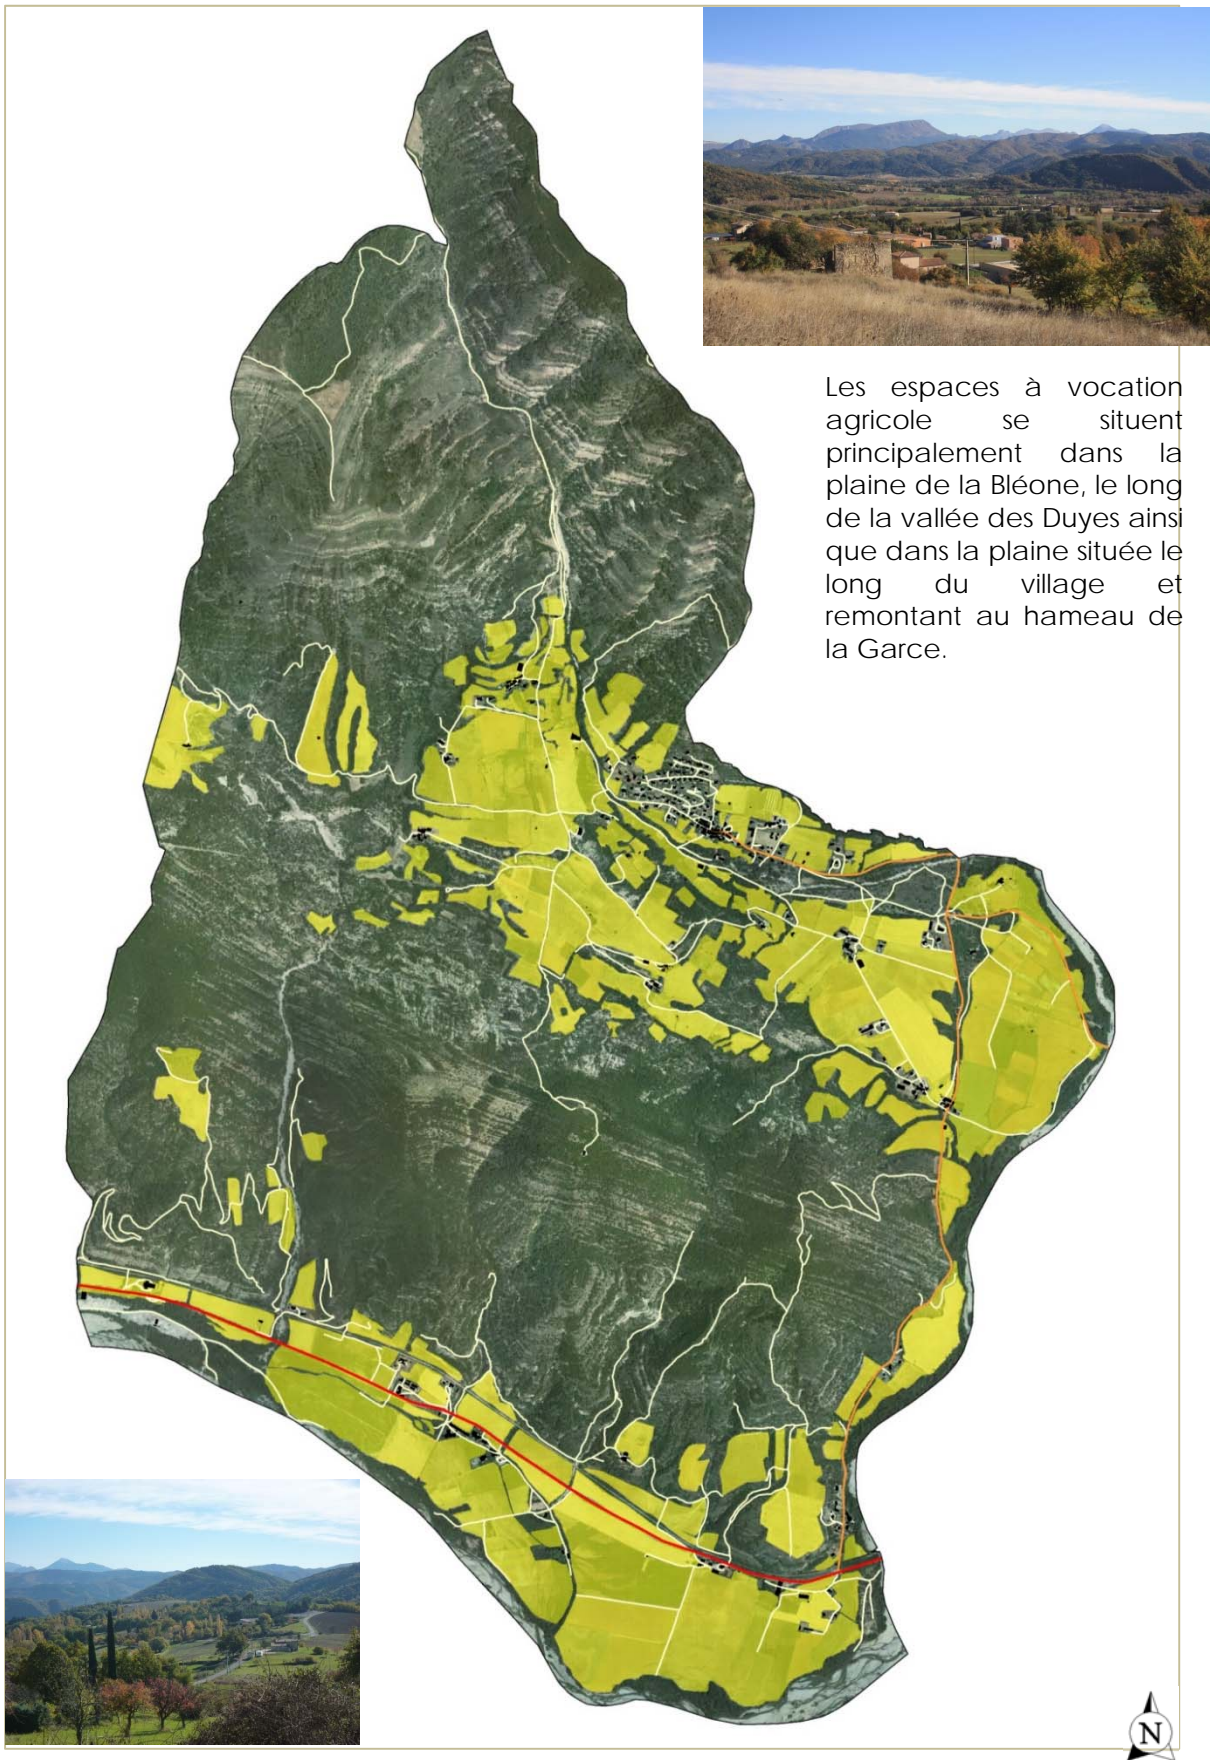 Les espaces à vocation
agricole se situent
principalement dans la
plaine de la Bléone, le long
de la vallée des Duyes ainsi
que dans la plaine située le
long du village et
remontant au hameau de
la Garce.
N